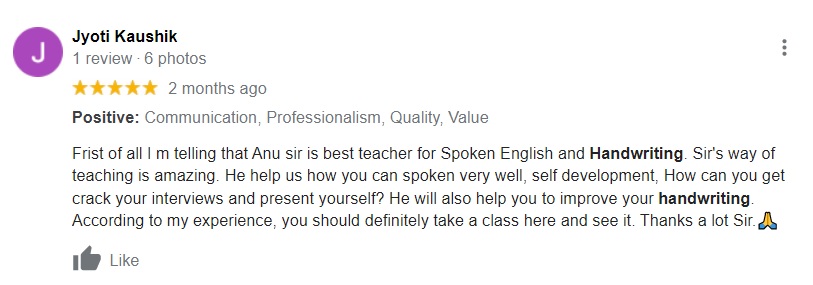 J
Jyoti Kaushik
1 review · 6 photos
2 months ago
Positive: Communication, Professionalism, Quality, Value
Frist of all I m telling that Anu sir is best teacher for Spoken English and Handwriting. Sir's way of
teaching is amazing. He help us how you can spoken very well, self development, How can you get
crack your interviews and present yourself? He will also help you to improve your handwriting.
According to my experience, you should definitely take a class here and see it. Thanks a lot Sir.🙏
Like